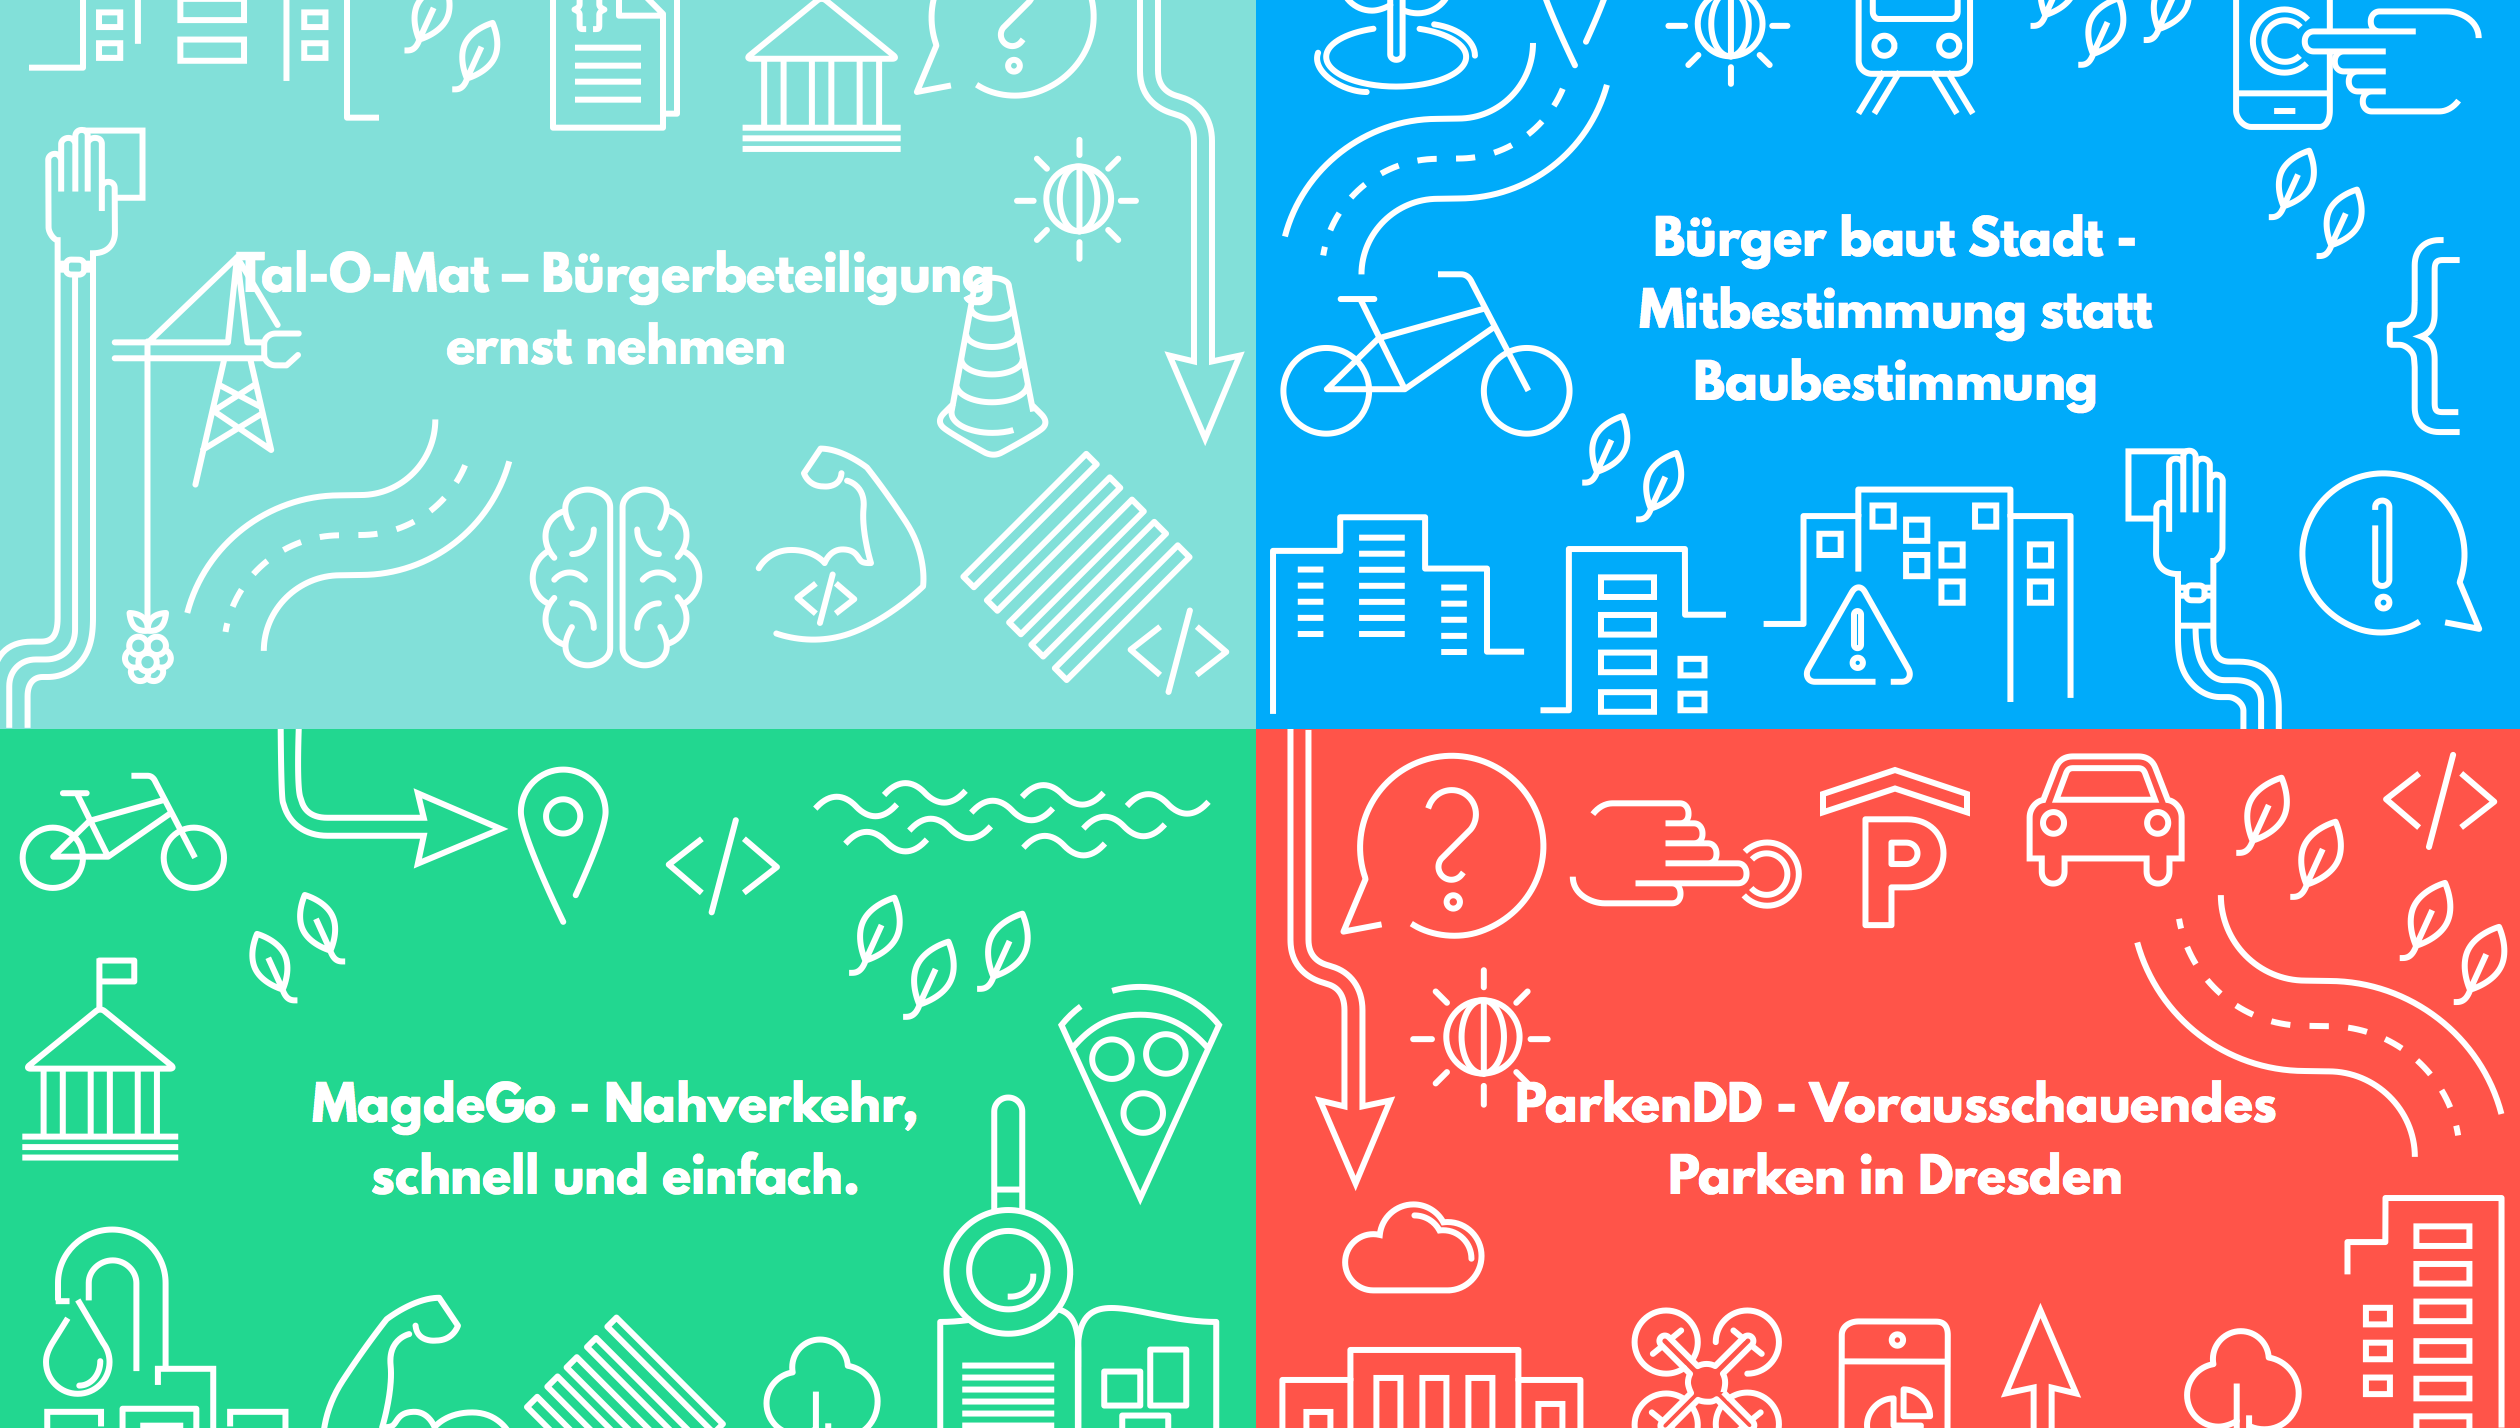 Tal-O-Mat – Bürgerbeteiligung
ernst nehmen
Bürger baut Stadt -
Mitbestimmung statt
Baubestimmung
MagdeGo - Nahverkehr,
schnell und einfach.
P
ParkenDD - Vorausschauendes
Parken in Dresden